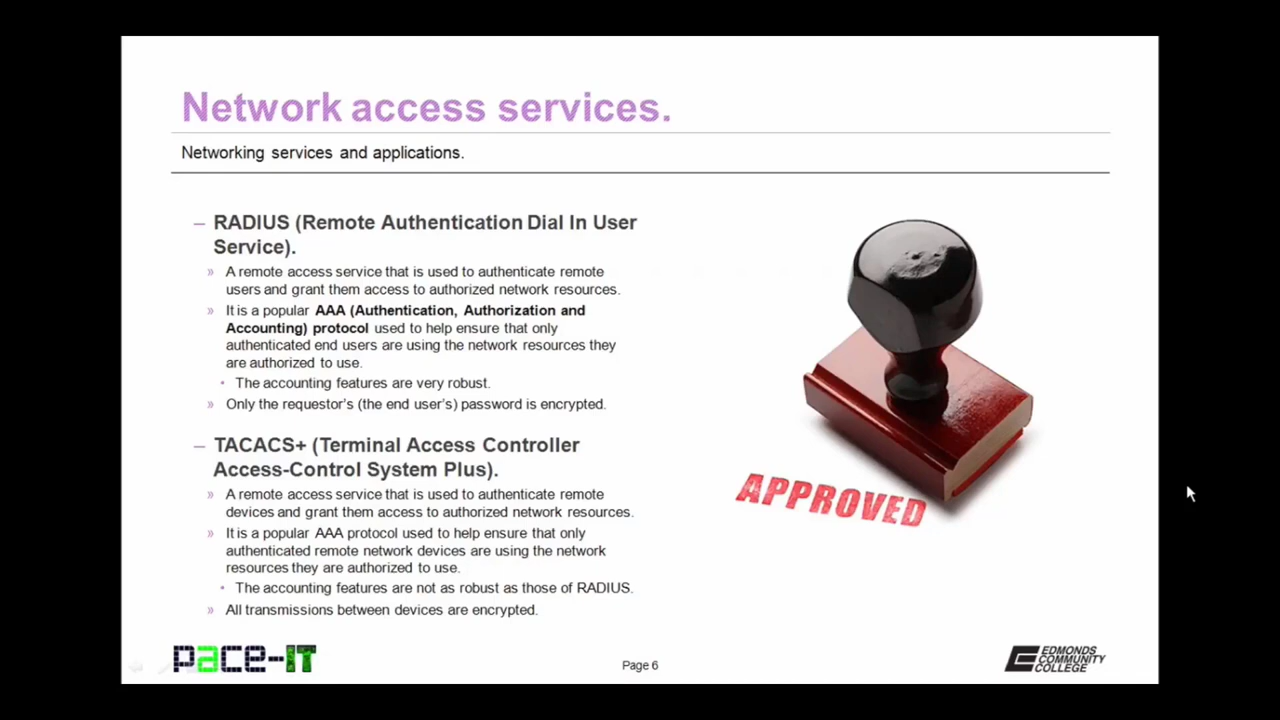 Network access services.
Networking services and applications.
– RADIUS (Remote Authentication Dial In User
Service).
» A remote access service that is used to authenticate remote
users and grant them access to authorized network resources.
» It is a popular AAA (Authentication, Authorization and
Accounting) protocol used to help ensure that only
authenticated end users are using the network resources they
are authorized to use.
• The accounting features are very robust.
» Only the requestor's (the end user's) password is encrypted.
– TACACS+ (Terminal Access Controller
Access-Control System Plus).
» A remote access service that is used to authenticate remote
devices and grant them access to authorized network resources.
» It is a popular AAA protocol used to help ensure that only
authenticated remote network devices are using the network
resources they are authorized to use.
• The accounting features are not as robust as those of RADIUS.
» All transmissions between devices are encrypted.
APPROVED
pace-IT
Page 6
EDMONDS
COMMUNITY
COLLEGE